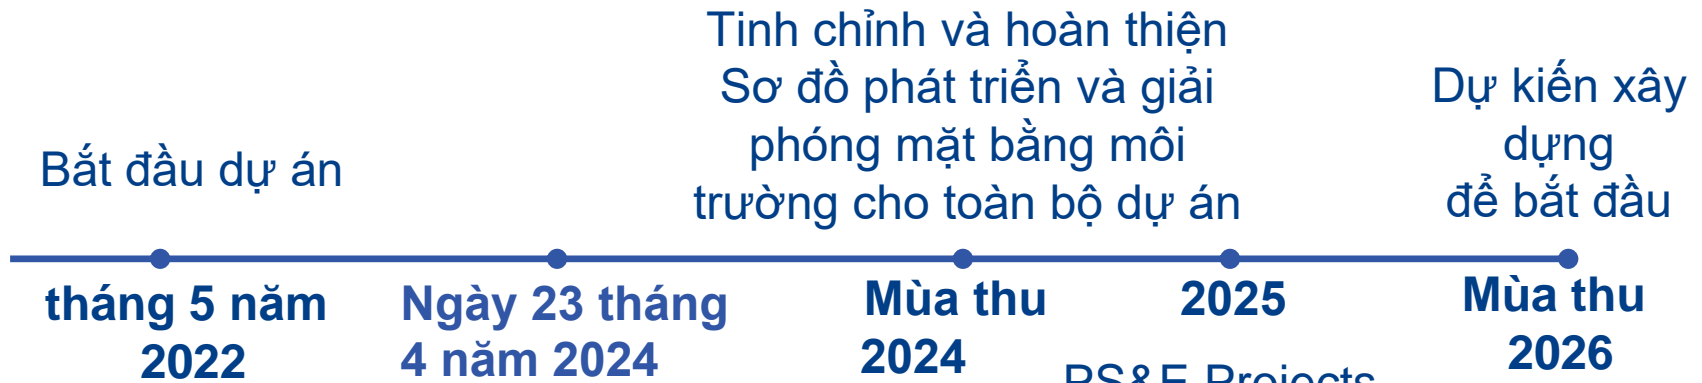 Tinh chỉnh và hoàn thiện
Sơ đồ phát triển và giải
phóng mặt bằng môi
trường cho toàn bộ dự án
Dự kiến xây
dựng
để bắt đầu
Bắt đầu dự án
tháng 5 năm
2022
Ngày 23 tháng
4 năm 2024
Mùa thu
2024
2025
PS&E Projects
Mùa thu
2026